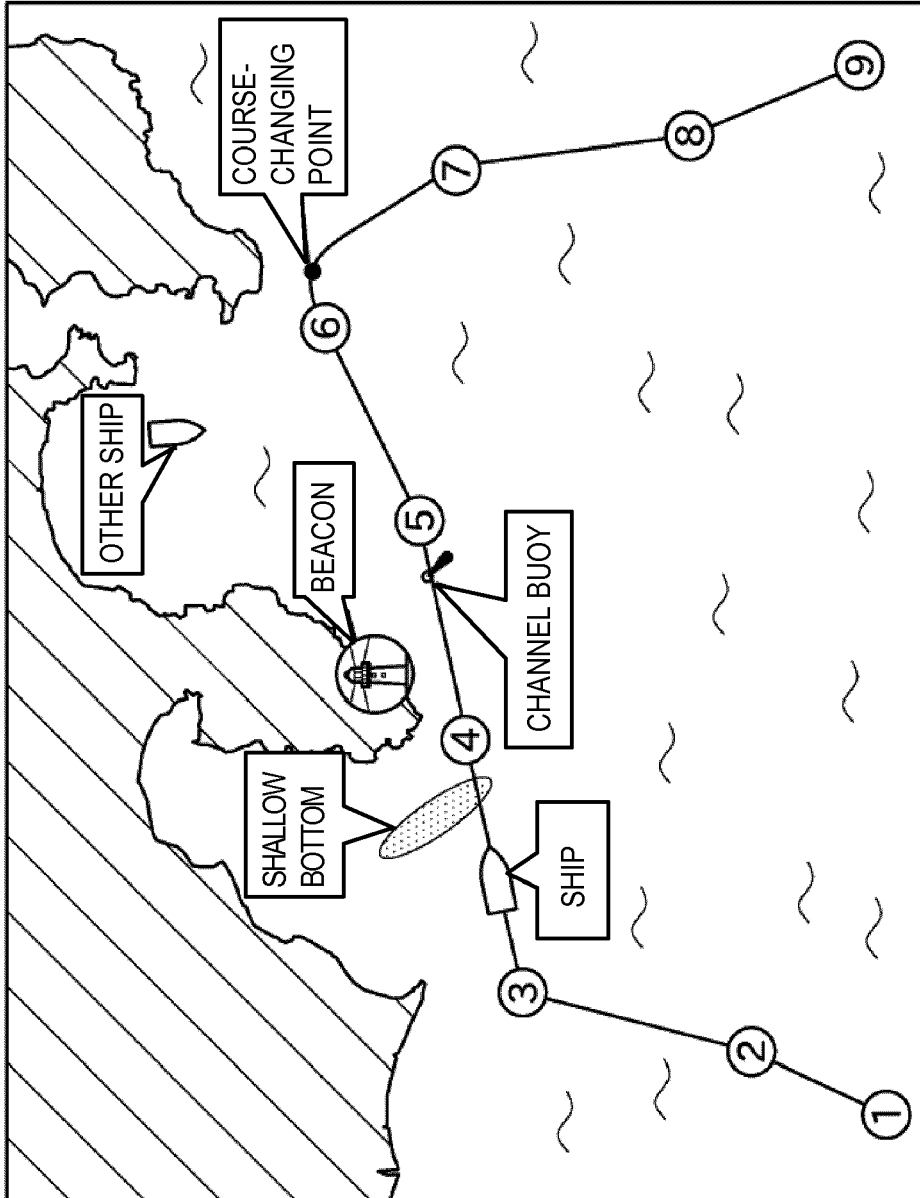 COURSE-
CHANGING
POINT
OTHER SHIP
BEACON
SHALLOW
BOTTOM
CHANNEL BUOY
SHIP
1
2
3
4
5
6
7
8
9